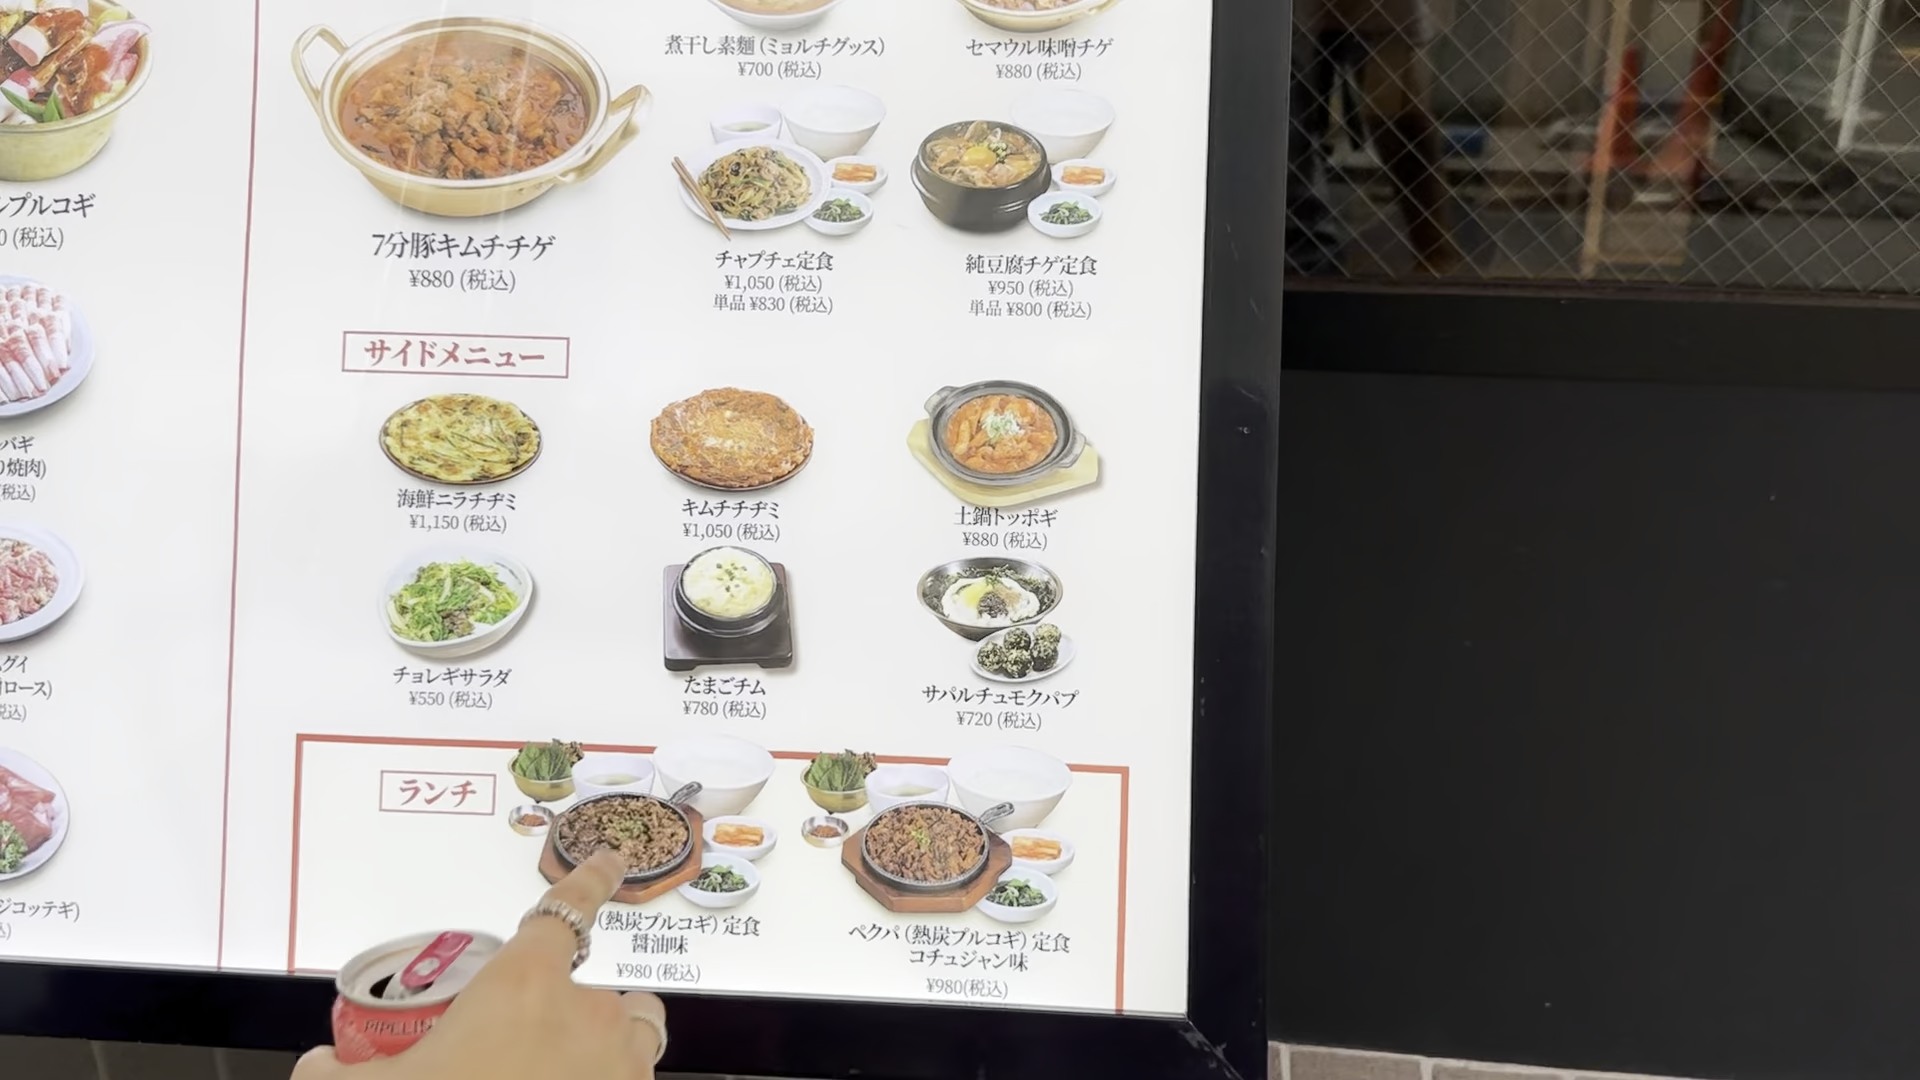 プルコギ
(税込)
バギ
焼肉)
税込)
グイ
ロース)
税込)
ジコッテギ)
煮干し素麺(ミョルチグッス)
¥700(税込)
セマウル味噌チゲ
¥880(税込)
7分豚キムチチゲ
¥880(税込)
チャプチェ定食
¥1,050(税込)
単品 ¥830(税込)
純豆腐チゲ定食
¥950(税込)
単品 ¥800(税込)
サイドメニュー
海鮮ニラチヂミ
¥1,150(税込)
キムチチヂミ
¥1,050(税込)
土鍋トッポギ
¥880(税込)
チョレギサラダ
¥550(税込)
たまごチム
¥780(税込)
サパルチュモクパプ
¥720(税込)
ランチ
(熱炭プルコギ)定食
醤油味
¥980(税込)
ペクパ(熱炭プルコギ)定食
コチュジャン味
¥980(税込)